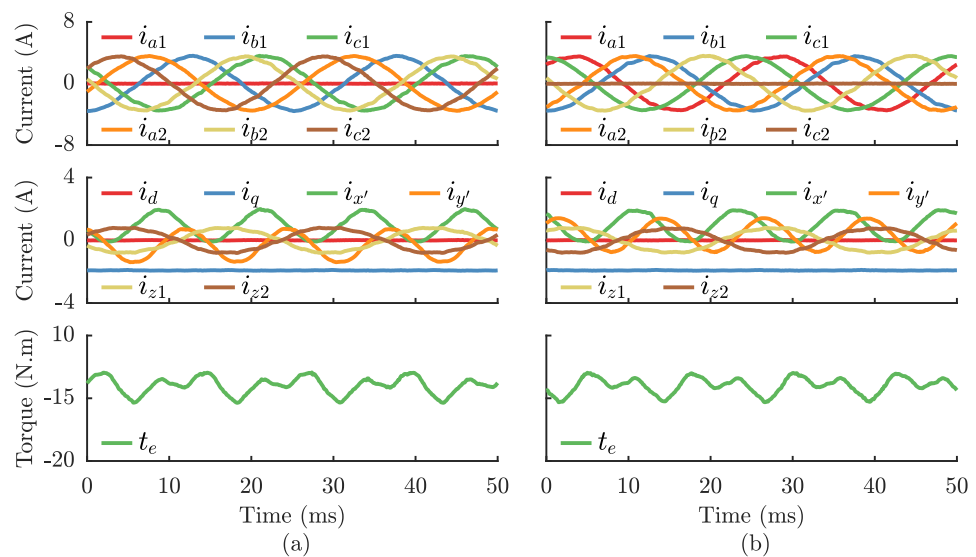 8
0
-8
Current (A)
i_{a1} i_{b1} i_{c1}
i_{a2} i_{b2} i_{c2}
i_{a1} i_{b1} i_{c1}
i_{a2} i_{b2} i_{c2}
4
0
-4
Current (A)
i_d i_q i_{x'} i_{y'}
i_{z1} i_{z2}
i_d i_q i_{x'} i_{y'}
i_{z1} i_{z2}
10
-15
-20
Torque (N.m)
t_e
t_e
0 10 20 30 40 50
0 10 20 30 40 50
Time (ms)
Time (ms)
(a)
(b)